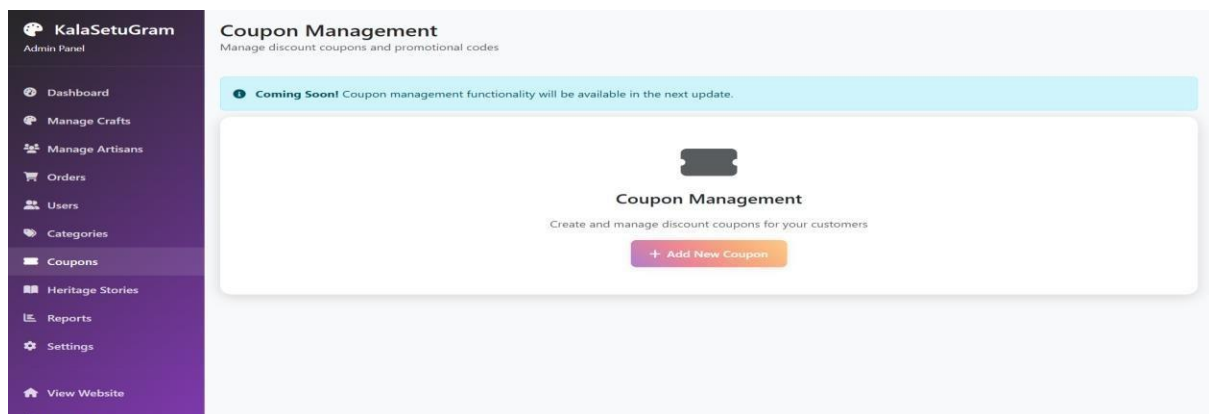 KalaSetuGram
Admin Panel
Dashboard
Manage Crafts
Manage Artisans
Orders
Users
Categories
Coupons
Heritage Stories
Reports
Settings
View Website
Coupon Management
Manage discount coupons and promotional codes
Coming Soon! Coupon management functionality will be available in the next update.
Coupon Management
Create and manage discount coupons for your customers
+ Add New Coupon